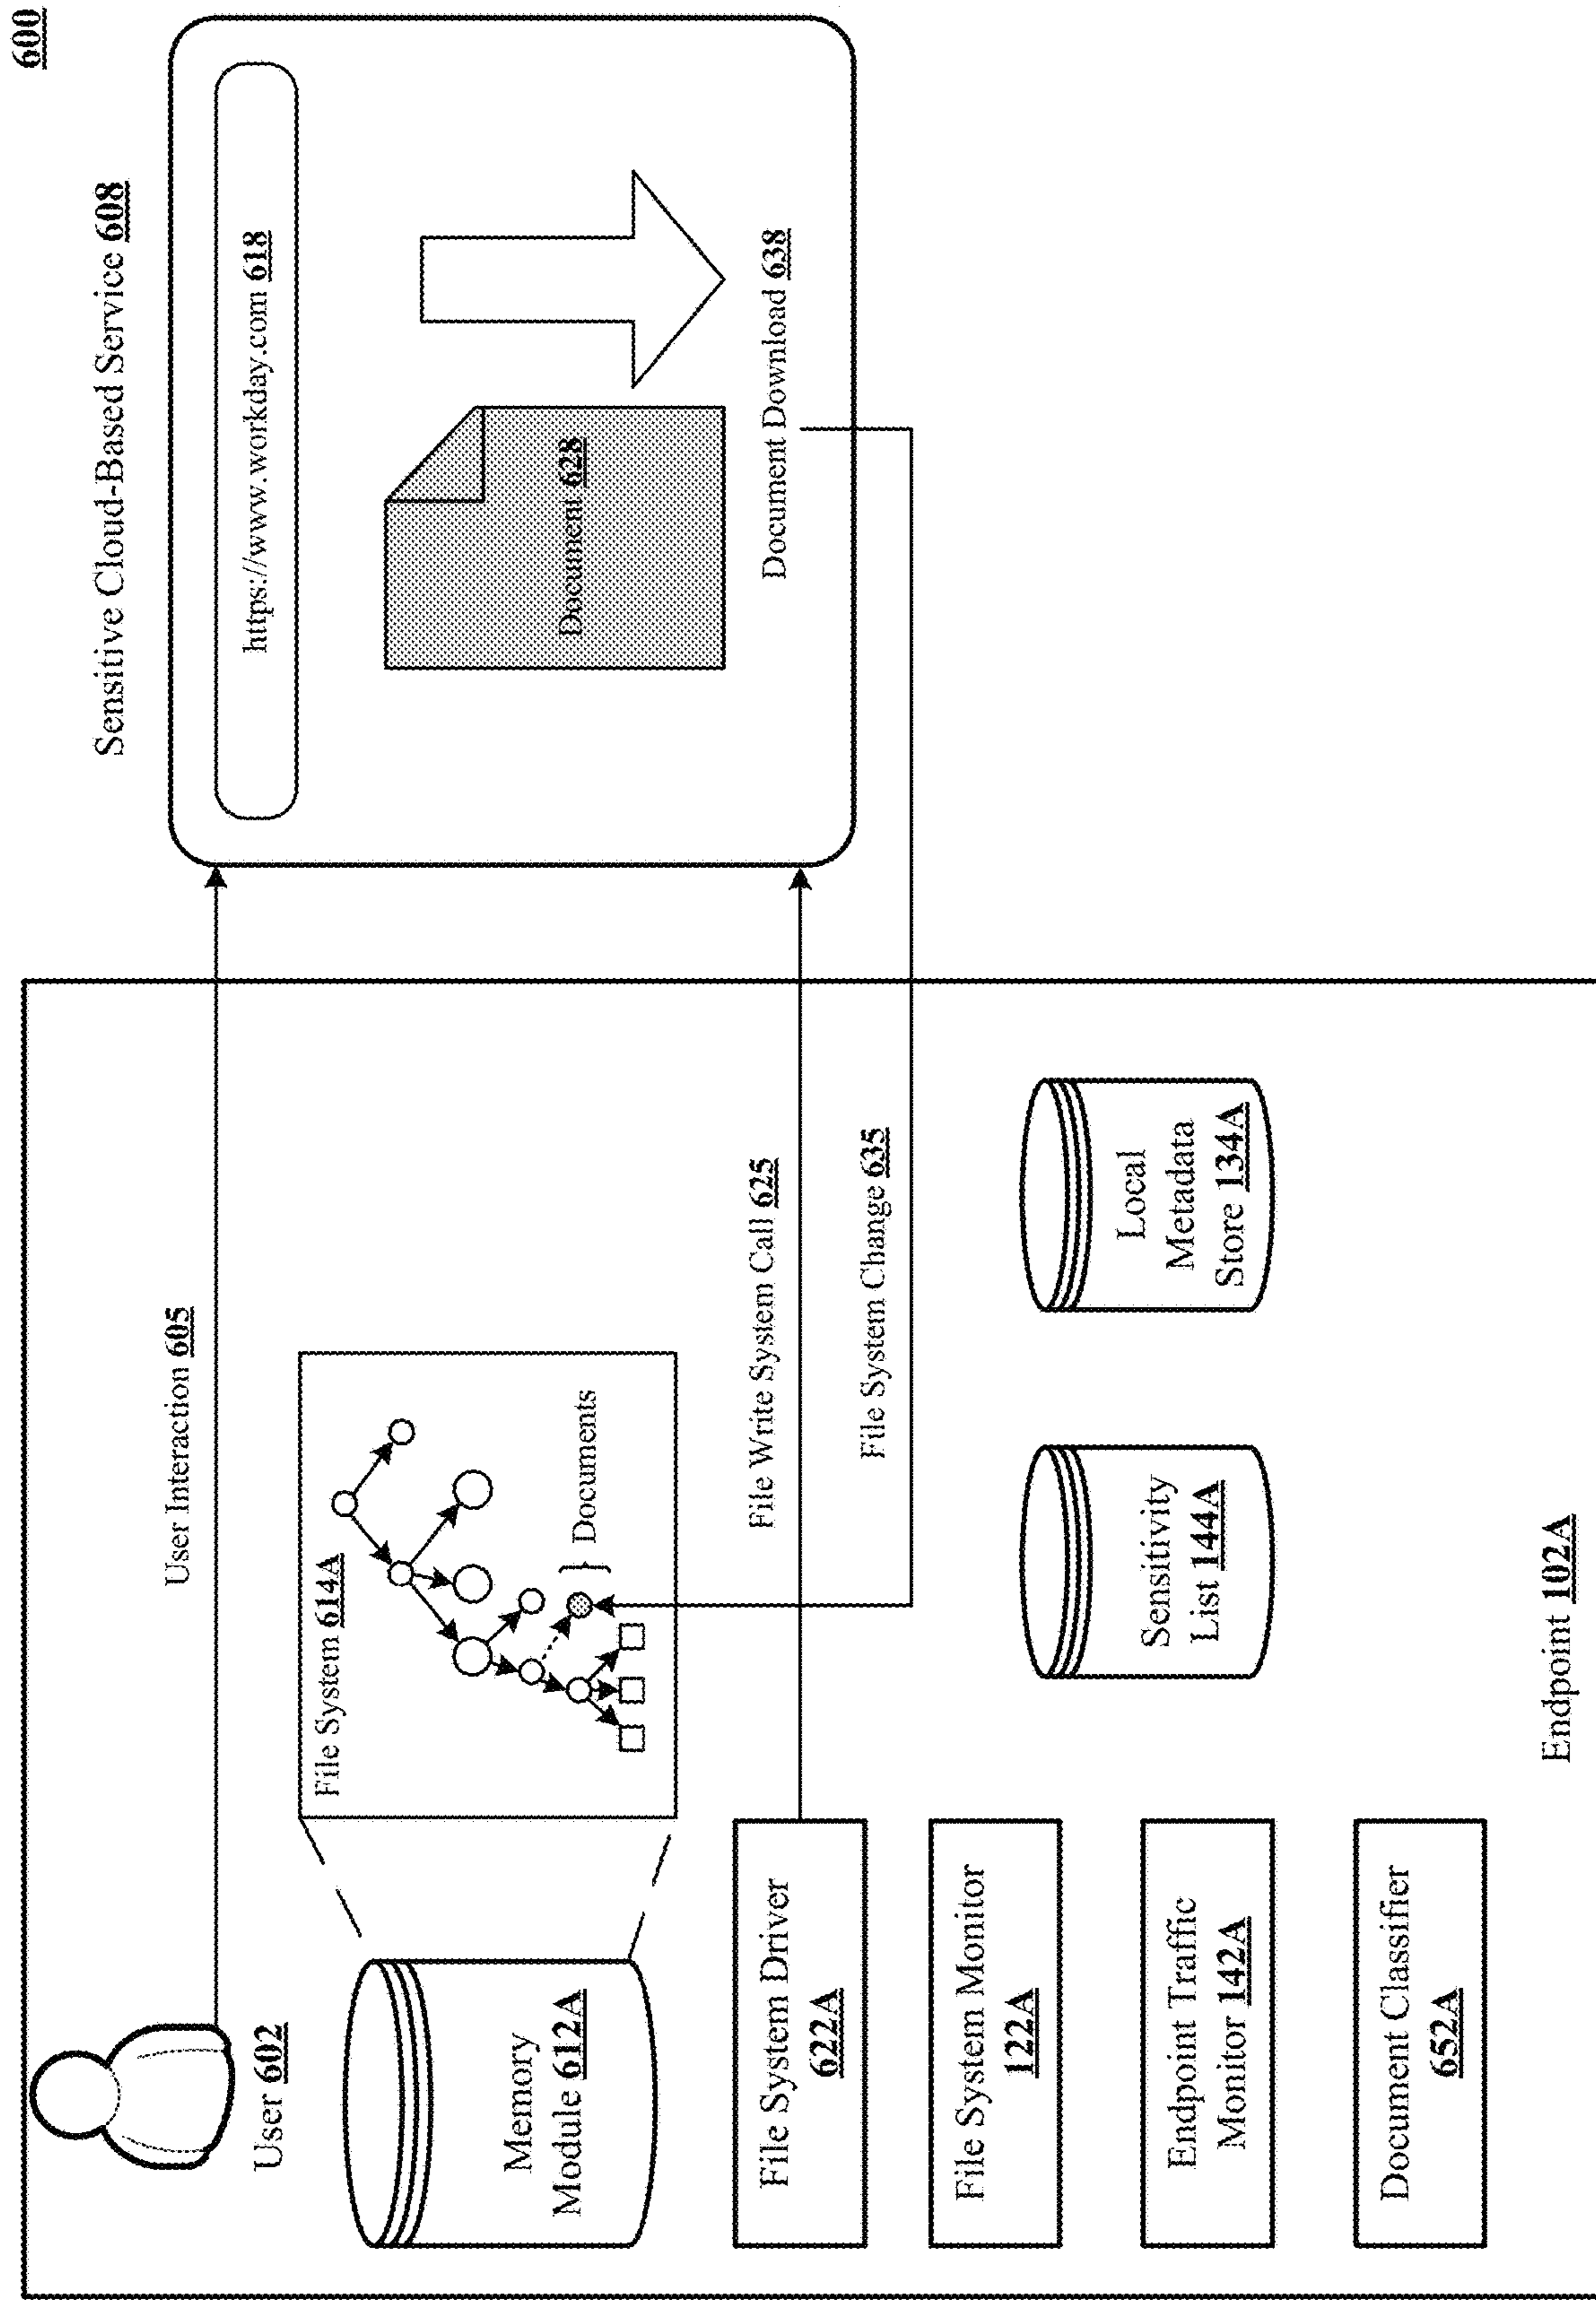 600
Sensitive Cloud-Based Service 608
https://www.workday.com 618
Document 628
Document Download 638
User Interaction 605
User 602
File System 614A
} Documents
Memory
Module 612A
File Write System Call 625
File System Change 635
File System Driver
622A
File System Monitor
122A
Endpoint Traffic
Monitor 142A
Document Classifier
652A
Sensitivity
List 144A
Local
Metadata
Store 134A
Endpoint 102A